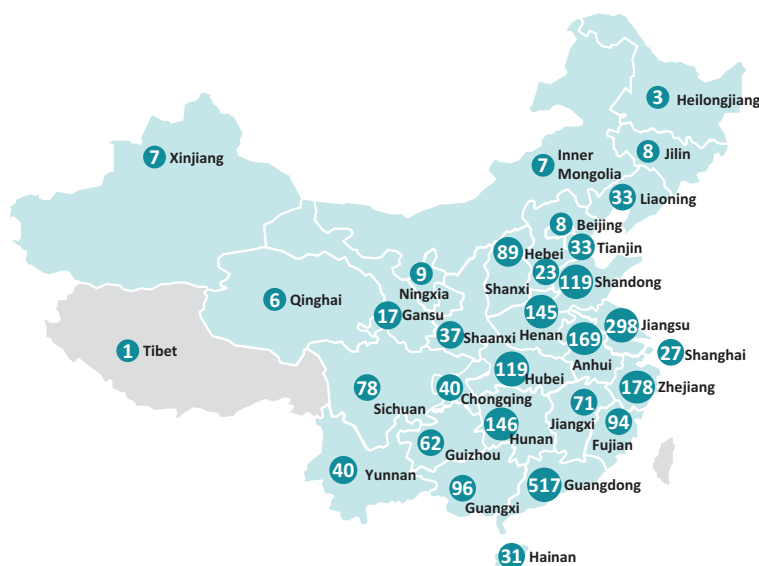 3 Heilongjiang
8 Jilin
7 Xinjiang
7 Inner
Mongolia
33 Liaoning
8 Beijing
33 Tianjin
89 Hebei
23
Shanxi
119 Shandong
9
Ningxia
6 Qinghai
17 Gansu
145
Henan
37 Shaanxi
298 Jiangsu
169
Anhui
27 Shanghai
1 Tibet
119 Hubei
78
Sichuan
40 Chongqing
178 Zhejiang
71
Jiangxi
94
Fujian
146
Hunan
62
Guizhou
40 Yunnan
96
Guangxi
517 Guangdong
31 Hainan